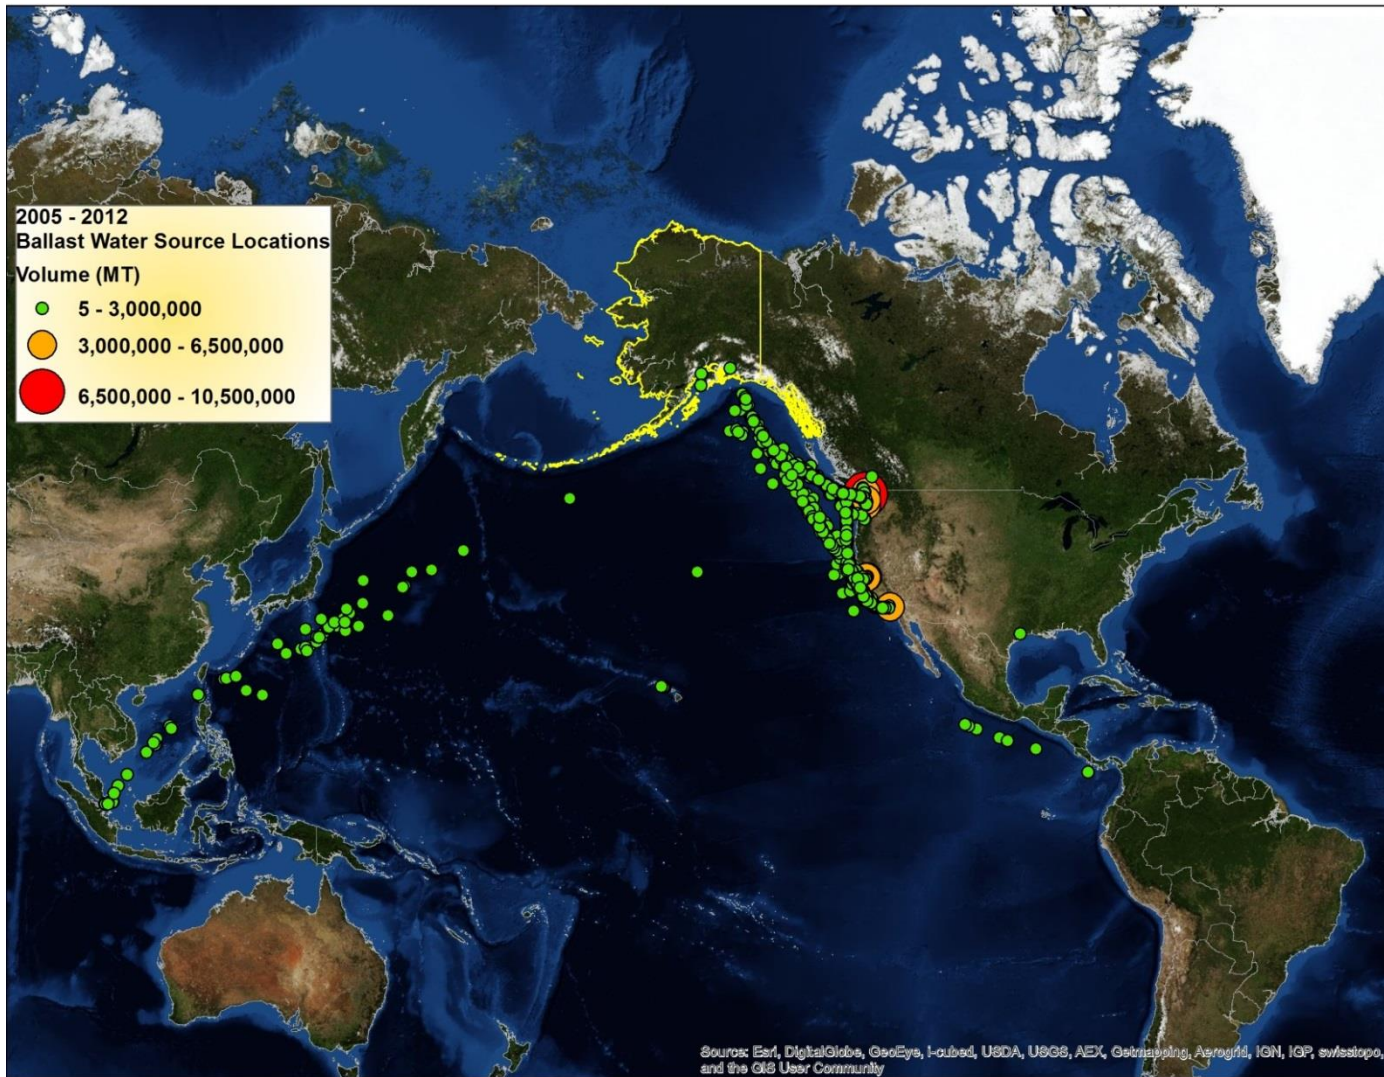 2005 - 2012
Ballast Water Source Locations
Volume (MT)
5 - 3,000,000
3,000,000 - 6,500,000
6,500,000 - 10,500,000
Source: Esri, DigitalGlobe, GeoEye, i-cubed, USDA, USGS, AEX, Getmapping, Aerogrid, IGN, IGP, swisstopo,
and the GIS User Community